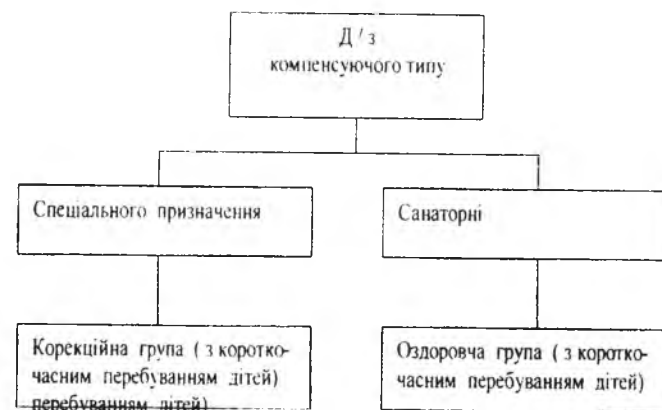 Д / з
компенсуючого типу
Спеціального призначення
Санаторні
Корекційна група ( з коротко-
часним перебуванням дітей)
перебуванням дітей)
Оздоровча група ( з коротко-
часним перебуванням дітей)